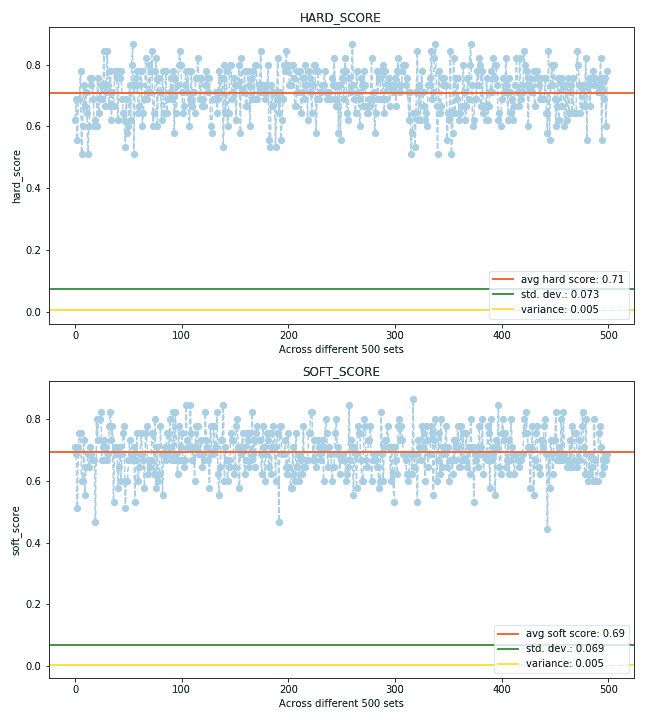 HARD_SCORE
0.8
0.6
0.4
0.2
0.0
hard_score
avg hard score: 0.71
std. dev.: 0.073
variance: 0.005
0 100 200 300 400 500
Across different 500 sets
SOFT_SCORE
0.8
0.6
0.4
0.2
0.0
soft_score
avg soft score: 0.69
std. dev.: 0.069
variance: 0.005
0 100 200 300 400 500
Across different 500 sets